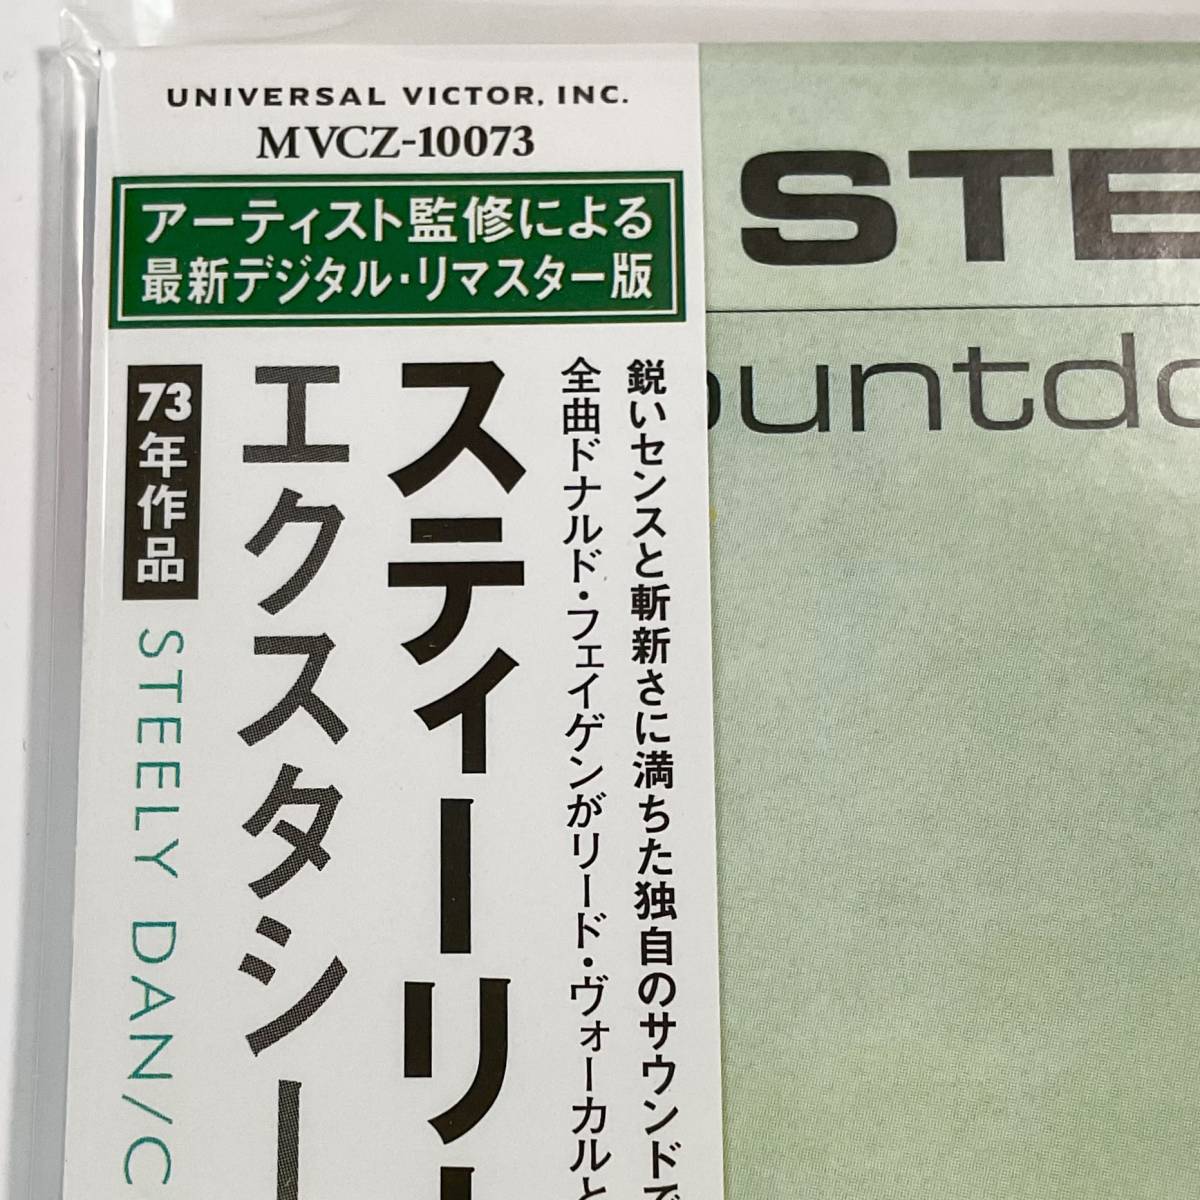 UNIVERSAL VICTOR, INC.
MVCZ-10073
アーティスト監修による
最新デジタル・リマスター版
鋭いセンスと斬新さに満ちた独自のサウンドで
全曲ドナルド・フェイゲンがリード・ヴォーカルと
スティーリー
エクスタシー
73年作品
STEELY DAN/C
STE
ountdo